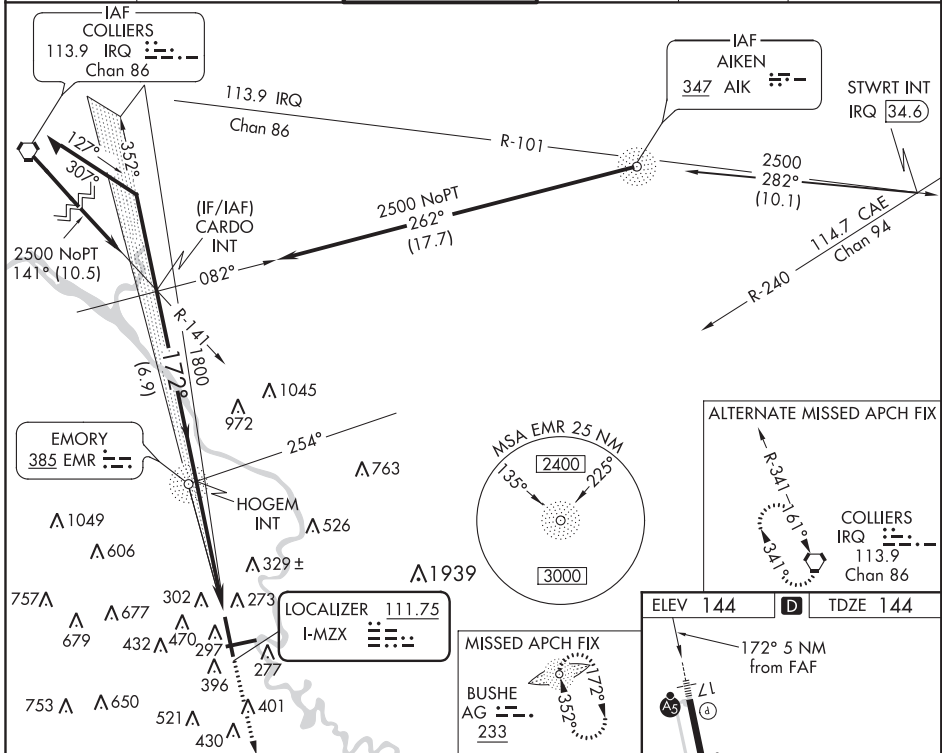 IAF
COLLIERS
113.9 IRQ
Chan 86
IAF
AIKEN
347 AIK
STWRT INT
IRQ 34.6
113.9 IRQ
Chan 86
R-101
2500
282°
(10.1)
114.7 CAE
Chan 94
R-240
127°
307°
352°
(IF/IAF)
CARDO
INT
2500 NoPT
262°
(17.7)
082°
2500 NoPT
141° (10.5)
R-141
1800
172°
(6.9)
1045
972
254°
EMORY
385 EMR
HOGEM
INT
763
526
1049
606
329 ±
1939
757
677
679
302
273
470
432
297
277
396
753
650
521
401
430
LOCALIZER 111.75
I-MZX
MSA EMR 25 NM
135°
225°
2400
3000
MISSED APCH FIX
BUSHE
AG
233
172°
352°
ALTERNATE MISSED APCH FIX
R-341
161°
341°
COLLIERS
IRQ
113.9
Chan 86
ELEV 144
D
TDZE 144
172° 5 NM
from FAF
17
A5
P